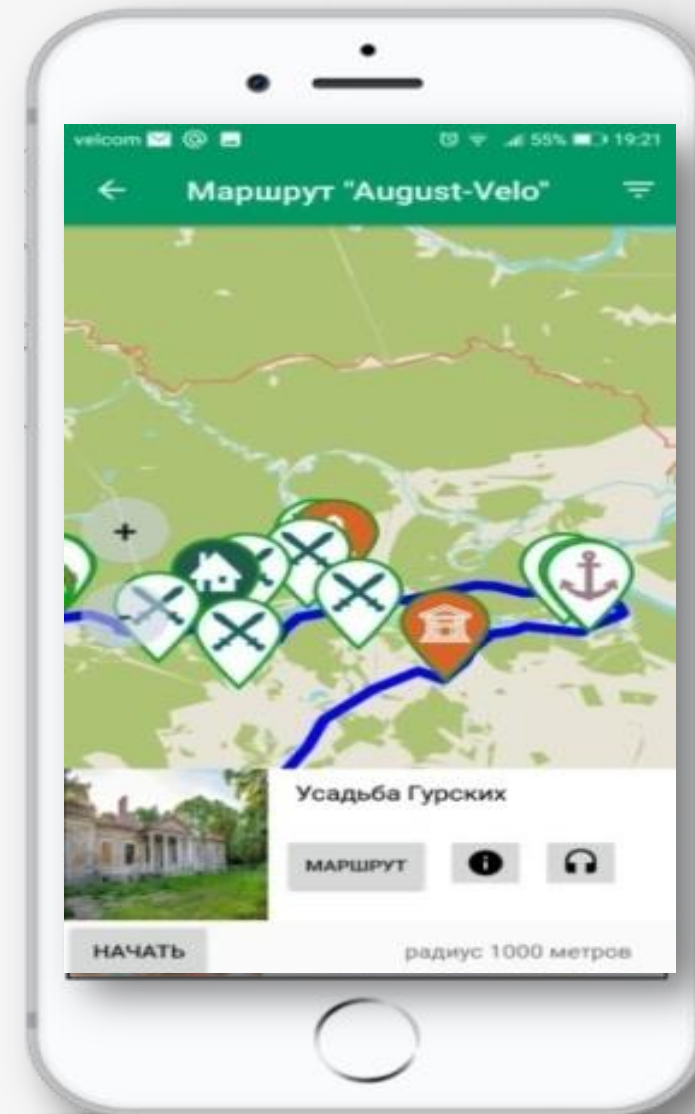 velcom 55% 19:21
Маршрут "August-Velo"
+
-
Усадьба Гурских
МАРШРУТ
НАЧАТЬ
радиус 1000 метров